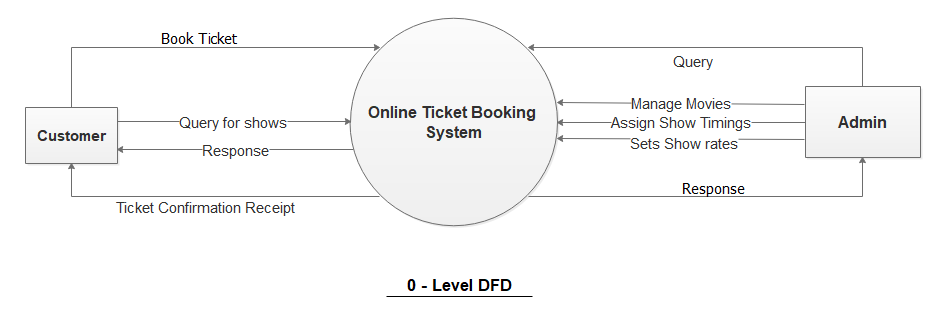 Book Ticket
Query
Manage Movies
Online Ticket Booking
System
Query for shows
Assign Show Timings
Admin
Customer
Sets Show rates
Response
Response
Ticket Confirmation Receipt
0 - Level DFD